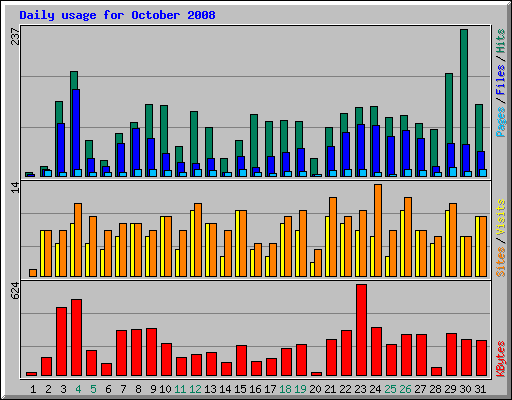 Daily usage for October 2008
237
Pages / Files / Hits
14
Sites / Visits
624
KBytes
1 2 3 4 5 6 7 8 9 10 11 12 13 14 15 16 17 18 19 20 21 22 23 24 25 26 27 28 29 30 31